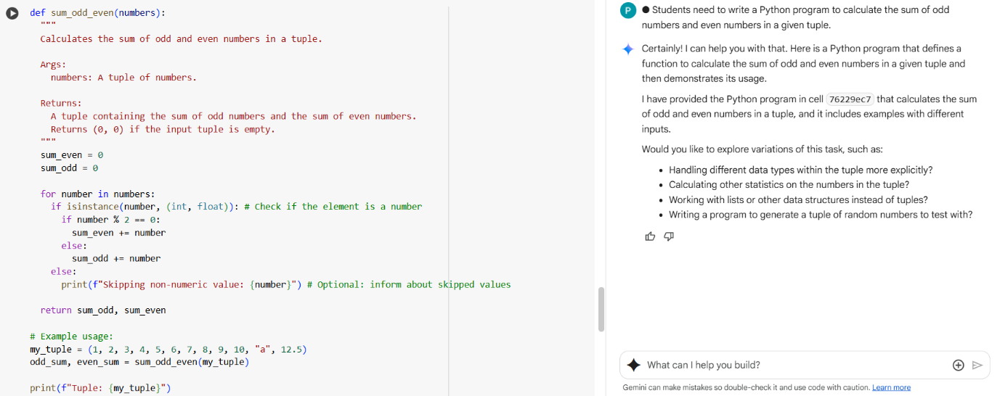 def sum_odd_even(numbers):
"""
Calculates the sum of odd and even numbers in a tuple.
Args:
numbers: A tuple of numbers.
Returns:
A tuple containing the sum of odd numbers and the sum of even numbers.
Returns (0, 0) if the input tuple is empty.
"""
sum_even = 0
sum_odd = 0
for number in numbers:
if isinstance(number, (int, float)): # Check if the element is a number
if number % 2 == 0:
sum_even += number
else:
sum_odd += number
else:
print(f"Skipping non-numeric value: {number}") # Optional: inform about skipped values
return sum_odd, sum_even
# Example usage:
my_tuple = (1, 2, 3, 4, 5, 6, 7, 8, 9, 10, "a", 12.5)
odd_sum, even_sum = sum_odd_even(my_tuple)
print(f"Tuple: {my_tuple}")
P
● Students need to write a Python program to calculate the sum of odd
numbers and even numbers in a given tuple.
Certainly! I can help you with that. Here is a Python program that defines a
function to calculate the sum of odd and even numbers in a given tuple and
then demonstrates its usage.
I have provided the Python program in cell 76229ec7 that calculates the sum
of odd and even numbers in a tuple, and it includes examples with different
inputs.
Would you like to explore variations of this task, such as:
• Handling different data types within the tuple more explicitly?
• Calculating other statistics on the numbers in the tuple?
• Working with lists or other data structures instead of tuples?
• Writing a program to generate a tuple of random numbers to test with?
What can I help you build?
Gemini can make mistakes so double-check it and use code with caution. Learn more